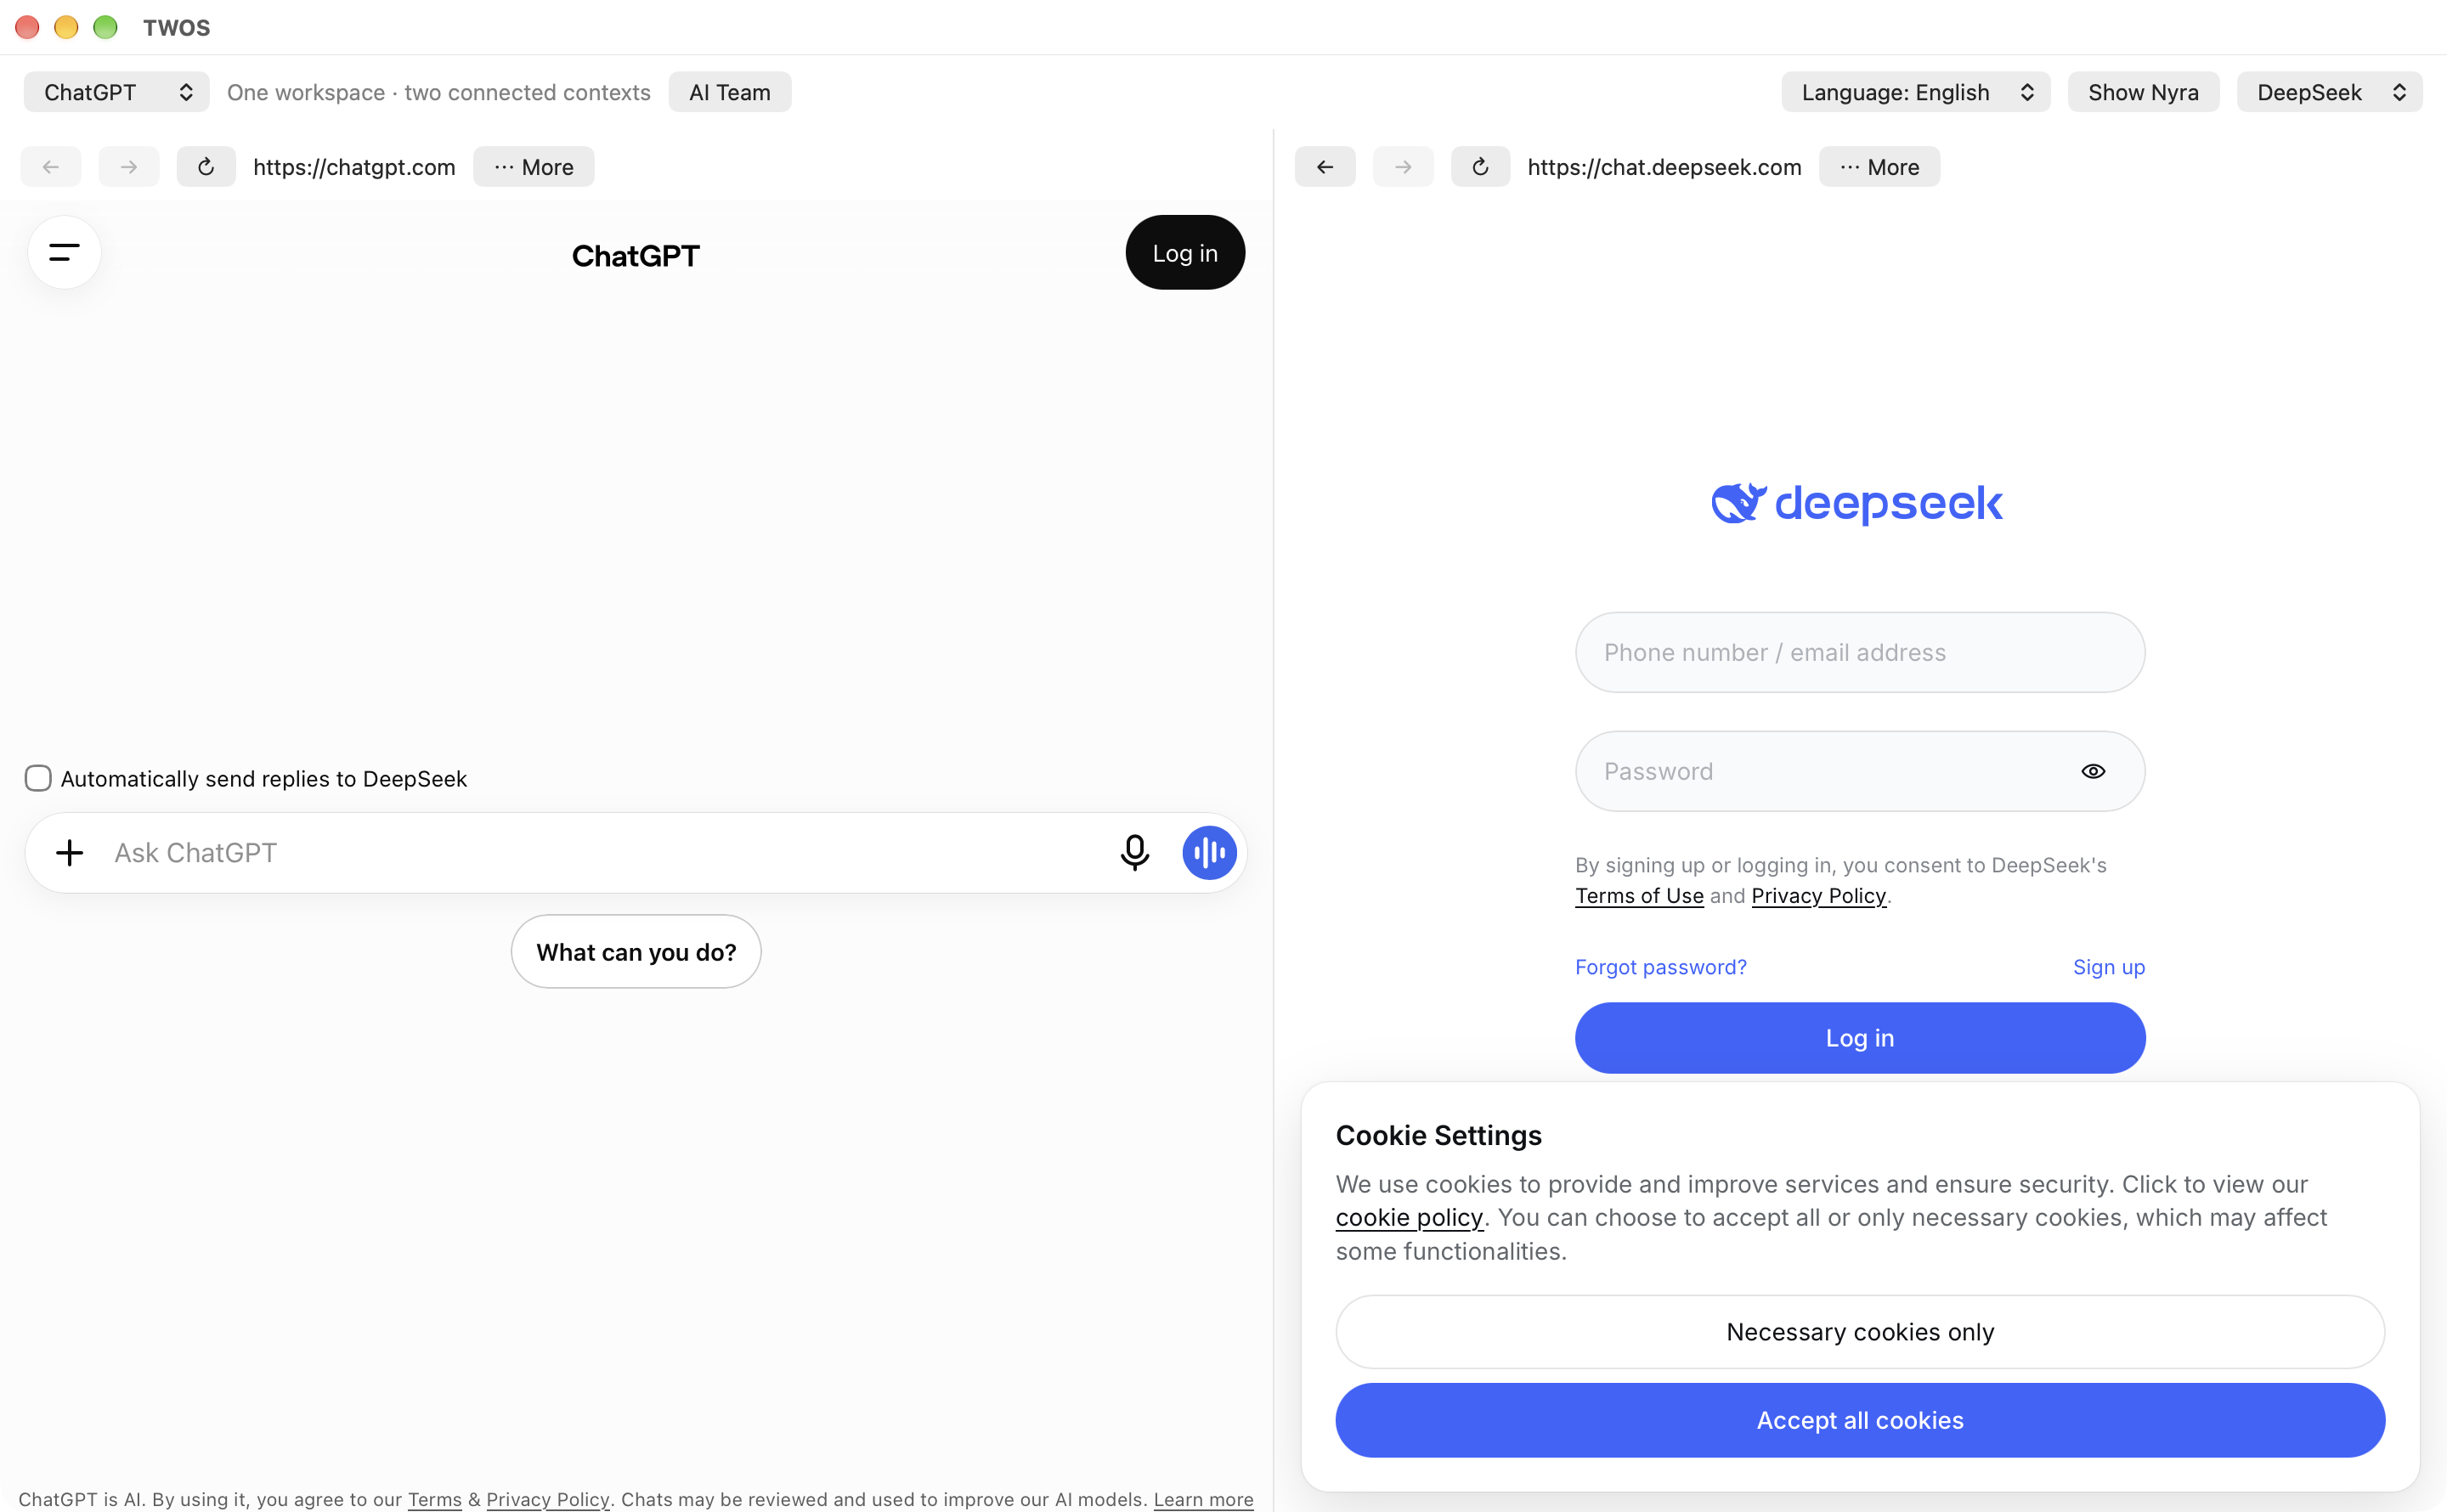 TWOS
ChatGPT
One workspace · two connected contexts
AI Team
Language: English
Show Nyra
DeepSeek
https://chatgpt.com
··· More
https://chat.deepseek.com
··· More
ChatGPT
Log in
Automatically send replies to DeepSeek
Ask ChatGPT
What can you do?
ChatGPT is AI. By using it, you agree to our Terms & Privacy Policy. Chats may be reviewed and used to improve our AI models. Learn more
deepseek
Phone number / email address
Password
By signing up or logging in, you consent to DeepSeek's
Terms of Use and Privacy Policy.
Forgot password?
Sign up
Log in
Cookie Settings
We use cookies to provide and improve services and ensure security. Click to view our
cookie policy. You can choose to accept all or only necessary cookies, which may affect
some functionalities.
Necessary cookies only
Accept all cookies